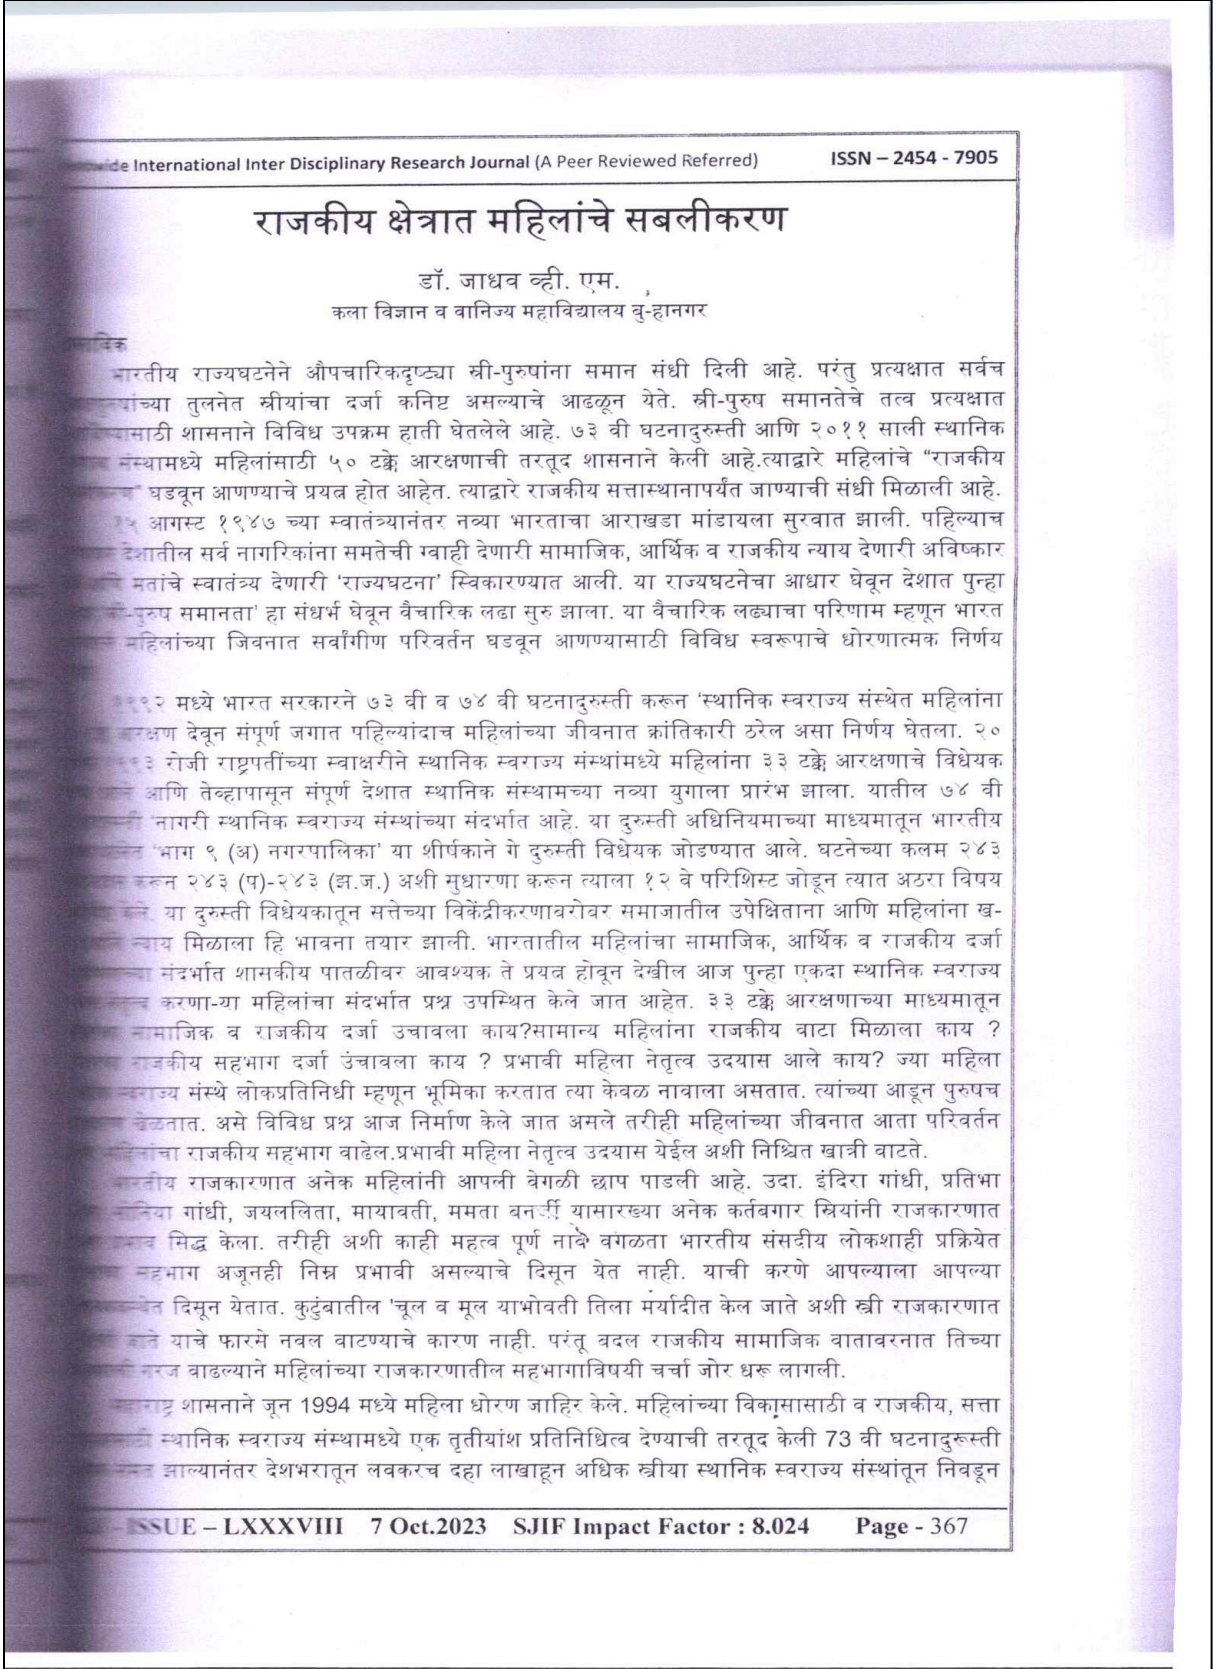 International Inter Disciplinary Research Journal (A Peer Reviewed Referred) ISSN – 2454 - 7905
राजकीय क्षेत्रात महिलांचे सबलीकरण
डॉ. जाधव व्ही. एम.
कला विज्ञान व वानिज्य महाविद्यालय बु-हानगर
भारतीय राज्यघटनेने औपचारिकदृष्ट्या स्री-पुरुषांना समान संधी दिली आहे. परंतु प्रत्यक्षात सर्वच
तुलनेत स्रीयांचा दर्जा कनिष्ट असल्याचे आढळून येते. स्री-पुरुष समानतेचे तत्व प्रत्यक्षात
शासनाने विविध उपक्रम हाती घेतलेले आहे. ७३ वी घटनादुरुस्ती आणि २०११ साली स्थानिक
संस्थामध्ये महिलांसाठी ५० टक्के आरक्षणाची तरतूद शासनाने केली आहे.त्याद्वारे महिलांचे “राजकीय
घडवून आणण्याचे प्रयत्न होत आहेत. त्याद्वारे राजकीय सत्तास्थानापर्यंत जाण्याची संधी मिळाली आहे.
१५ आगस्ट १९४७ च्या स्वातंत्र्यानंतर नव्या भारताचा आराखडा मांडायला सुरवात झाली. पहिल्याच
देशातील सर्व नागरिकांना समतेची ग्वाही देणारी सामाजिक, आर्थिक व राजकीय न्याय देणारी अविष्कार
मतांचे स्वातंत्र्य देणारी 'राज्यघटना' स्विकारण्यात आली. या राज्यघटनेचा आधार घेवून देशात पुन्हा
स्री-पुरुष समानता' हा संधर्भ घेवून वैचारिक लढा सुरु झाला. या वैचारिक लढ्याचा परिणाम म्हणून भारत
महिलांच्या जिवनात सर्वांगीण परिवर्तन घडवून आणण्यासाठी विविध स्वरूपाचे धोरणात्मक निर्णय
१९९२ मध्ये भारत सरकारने ७३ वी व ७४ वी घटनादुरुस्ती करून 'स्थानिक स्वराज्य संस्थेत महिलांना
आरक्षण देवून संपूर्ण जगात पहिल्यांदाच महिलांच्या जीवनात क्रांतिकारी ठरेल असा निर्णय घेतला. २०
रोजी राष्ट्रपतींच्या स्वाक्षरीने स्थानिक स्वराज्य संस्थांमध्ये महिलांना ३३ टक्के आरक्षणाचे विधेयक
आणि तेव्हापासून संपूर्ण देशात स्थानिक संस्थामच्या नव्या युगाला प्रारंभ झाला. यातील ७४ वी
नागरी स्थानिक स्वराज्य संस्थांच्या संदर्भात आहे. या दुरुस्ती अधिनियमाच्या माध्यमातून भारतीय
'भाग ९ (अ) नगरपालिका' या शीर्षकाने गे दुरुस्ती विधेयक जोडण्यात आले. घटनेच्या कलम २४३
करून २४३ (प)-२४३ (झ.ज.) अशी सुधारणा करून त्याला १२ वे परिशिस्ट जोडून त्यात अठरा विषय
केले. या दुरुस्ती विधेयकातून सत्तेच्या विकेंद्रीकरणाबरोबर समाजातील उपेक्षिताना आणि महिलांना ख-
न्याय मिळाला हि भावना तयार झाली. भारतातील महिलांचा सामाजिक, आर्थिक व राजकीय दर्जा
संदर्भात शासकीय पातळीवर आवश्यक ते प्रयत्न होवून देखील आज पुन्हा एकदा स्थानिक स्वराज्य
करणा-या महिलांचा संदर्भात प्रश्न उपस्थित केले जात आहेत. ३३ टक्के आरक्षणाच्या माध्यमातून
सामाजिक व राजकीय दर्जा उचावला काय?सामान्य महिलांना राजकीय वाटा मिळाला काय ?
राजकीय सहभाग दर्जा उंचावला काय ? प्रभावी महिला नेतृत्व उदयास आले काय? ज्या महिला
स्वराज्य संस्थे लोकप्रतिनिधी म्हणून भूमिका करतात त्या केवळ नावाला असतात. त्यांच्या आडून पुरुषच
खेळतात. असे विविध प्रश्न आज निर्माण केले जात असले तरीही महिलांच्या जीवनात आता परिवर्तन
महिलांचा राजकीय सहभाग वाढेल.प्रभावी महिला नेतृत्व उदयास येईल अशी निश्चित खात्री वाटते.
भारतीय राजकारणात अनेक महिलांनी आपली वेगळी छाप पाडली आहे. उदा. इंदिरा गांधी, प्रतिभा
सोनिया गांधी, जयललिता, मायावती, ममता बनर्जी यासारख्या अनेक कर्तबगार स्रियांनी राजकारणात
प्रभाव सिद्ध केला. तरीही अशी काही महत्व पूर्ण नावे वगळता भारतीय संसदीय लोकशाही प्रक्रियेत
सहभाग अजूनही निम्न प्रभावी असल्याचे दिसून येत नाही. याची करणे आपल्याला आपल्या
दिसून येतात. कुटुंबातील 'चूल व मूल याभोवती तिला मर्यादीत केल जाते अशी स्त्री राजकारणात
याचे फारसे नवल वाटण्याचे कारण नाही. परंतू बदल राजकीय सामाजिक वातावरनात तिच्या
गरज वाढल्याने महिलांच्या राजकारणातील सहभागाविषयी चर्चा जोर धरू लागली.
महाराष्ट्र शासनाने जून 1994 मध्ये महिला धोरण जाहिर केले. महिलांच्या विकासासाठी व राजकीय, सत्ता
स्थानिक स्वराज्य संस्थामध्ये एक तृतीयांश प्रतिनिधित्व देण्याची तरतूद केली 73 वी घटनादुरूस्ती
झाल्यानंतर देशभरातून लवकरच दहा लाखाहून अधिक स्रीया स्थानिक स्वराज्य संस्थांतून निवडून
ISSUE – LXXXVIII 7 Oct.2023 SJIF Impact Factor : 8.024 Page - 367